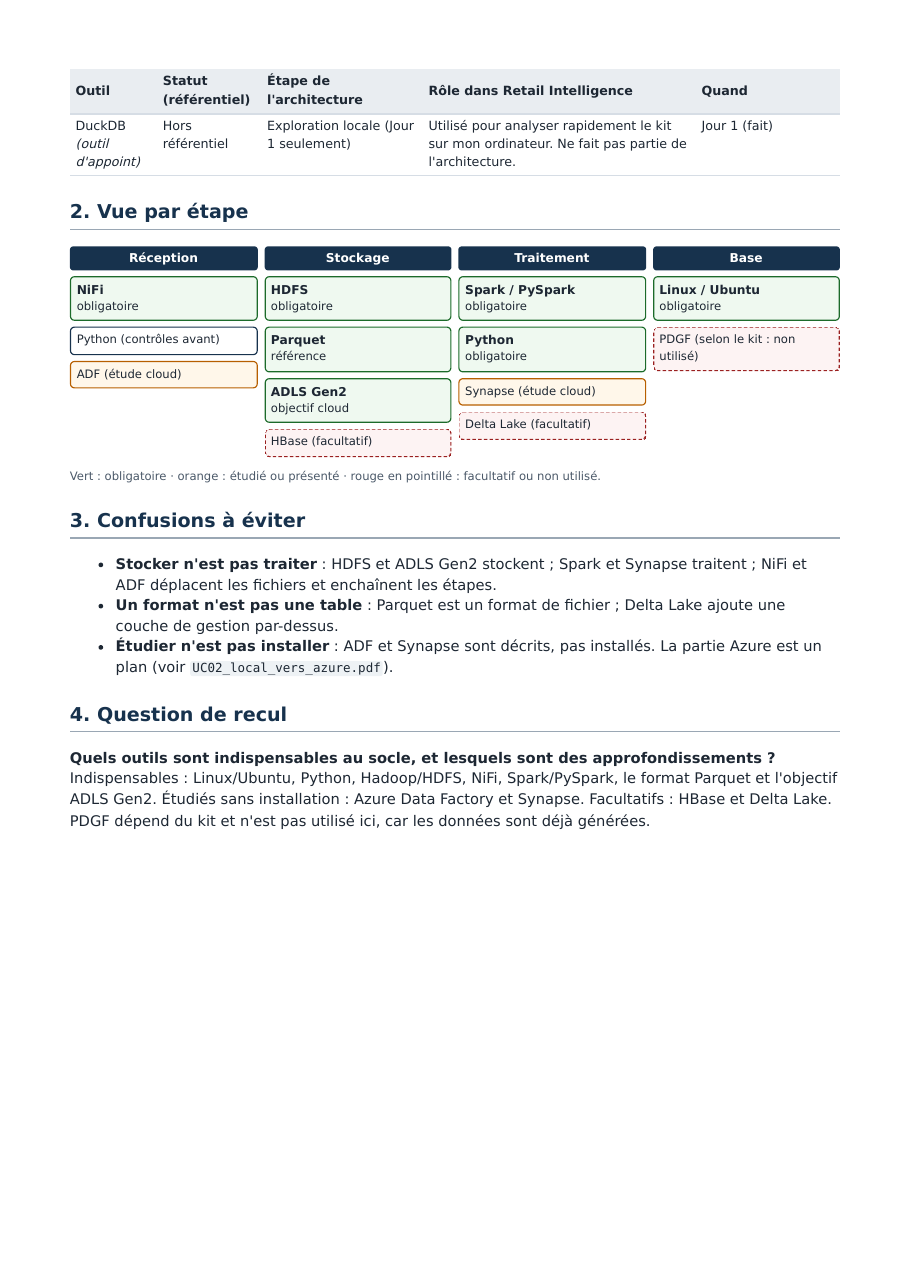 Outil
Statut
(référentiel)
Étape de
l'architecture
Rôle dans Retail Intelligence
Quand
DuckDB
(outil
d'appoint)
Hors
référentiel
Exploration locale (Jour
1 seulement)
Utilisé pour analyser rapidement le kit
sur mon ordinateur. Ne fait pas partie de
l'architecture.
Jour 1 (fait)
2. Vue par étape
Réception
NiFi
obligatoire
Python (contrôles avant)
ADF (étude cloud)
Stockage
HDFS
obligatoire
Parquet
référence
ADLS Gen2
objectif cloud
HBase (facultatif)
Traitement
Spark / PySpark
obligatoire
Python
obligatoire
Synapse (étude cloud)
Delta Lake (facultatif)
Base
Linux / Ubuntu
obligatoire
PDGF (selon le kit : non
utilisé)
Vert : obligatoire · orange : étudié ou présenté · rouge en pointillé : facultatif ou non utilisé.
3. Confusions à éviter
• Stocker n'est pas traiter : HDFS et ADLS Gen2 stockent ; Spark et Synapse traitent ; NiFi et
ADF déplacent les fichiers et enchaînent les étapes.
• Un format n'est pas une table : Parquet est un format de fichier ; Delta Lake ajoute une
couche de gestion par-dessus.
• Étudier n'est pas installer : ADF et Synapse sont décrits, pas installés. La partie Azure est un
plan (voir UC02_local_vers_azure.pdf).
4. Question de recul
Quels outils sont indispensables au socle, et lesquels sont des approfondissements ?
Indispensables : Linux/Ubuntu, Python, Hadoop/HDFS, NiFi, Spark/PySpark, le format Parquet et l'objectif
ADLS Gen2. Étudiés sans installation : Azure Data Factory et Synapse. Facultatifs : HBase et Delta Lake.
PDGF dépend du kit et n'est pas utilisé ici, car les données sont déjà générées.